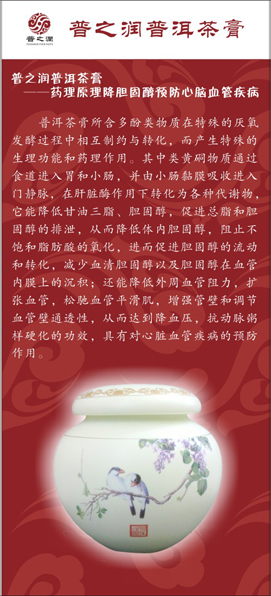 普之润
普之润普洱茶膏
普之润普洱茶膏
——药理原理降胆固醇预防心脑血管疾病
普洱茶膏所含多酚类物质在特殊的厌氧
发酵过程中相互制约与转化，而产生特殊的
生理功能和药理作用。其中类黄硐物质通过
食道进入胃和小肠，并由小肠黏膜吸收进入
门静脉，在肝脏酶作用下转化为各种代谢物，
它能降低甘油三脂、胆固醇，促进总脂和胆
固醇的排泄，从而降低体内胆固醇，阻止不
饱和脂肪酸的氧化，进而促进胆固醇的流动
和转化，减少血清胆固醇以及胆固醇在血管
内膜上的沉积；还能降低外周血管阻力，扩
张血管，松驰血管平滑肌，增强管壁和调节
血管壁通透性，从而达到降血压，抗动脉粥
样硬化的功效，具有对心脏血管疾病的预防
作用。